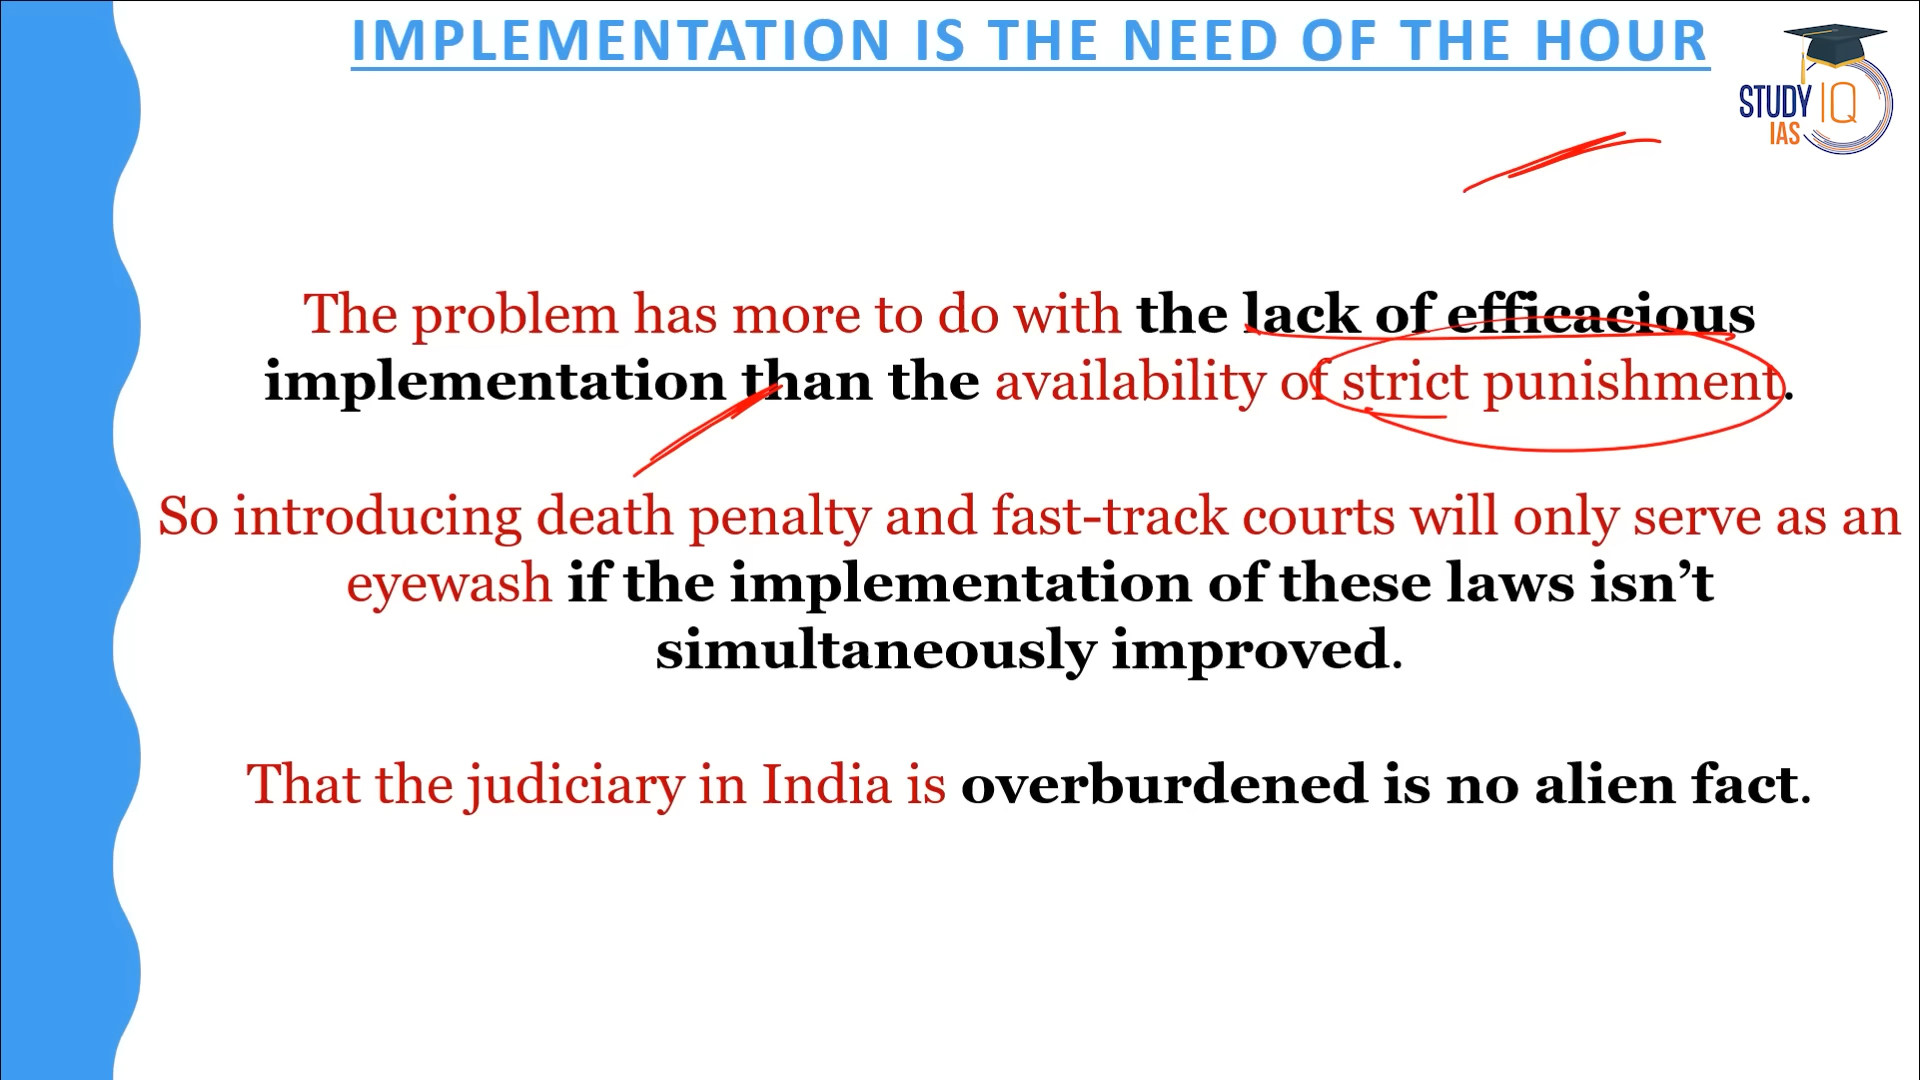 IMPLEMENTATION IS THE NEED OF THE HOUR
STUDY IQ
IAS
The problem has more to do with the lack of efficacious
implementation than the availability of strict punishment.
So introducing death penalty and fast-track courts will only serve as an
eyewash if the implementation of these laws isn’t
simultaneously improved.
That the judiciary in India is overburdened is no alien fact.